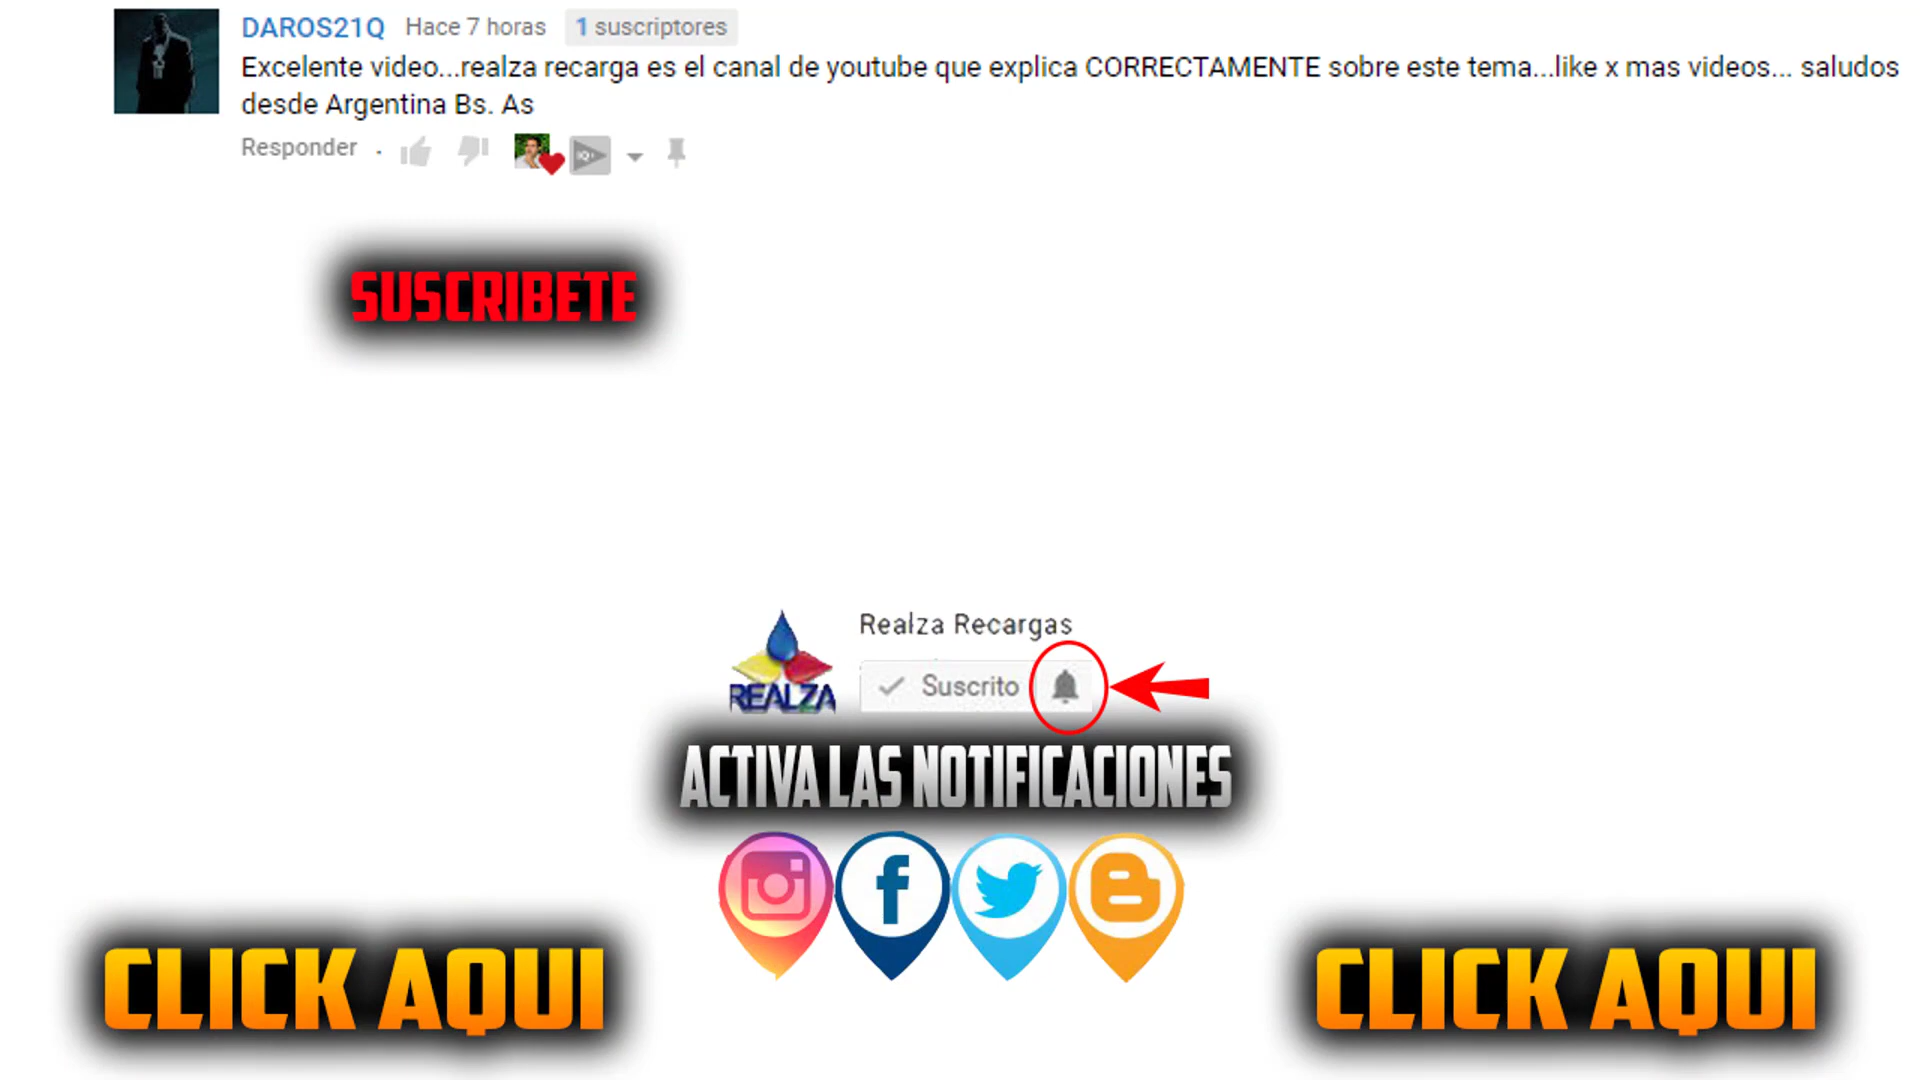 DAROS21Q Hace 7 horas 1 suscriptores
Excelente video...realza recarga es el canal de youtube que explica CORRECTAMENTE sobre este tema...like x mas videos... saludos
desde Argentina Bs. As
Responder
IQ+
SUSCRIBETE
Realza Recargas
Suscrito
REALZA
ACTIVA LAS NOTIFICACIONES
CLICK AQUI
CLICK AQUI